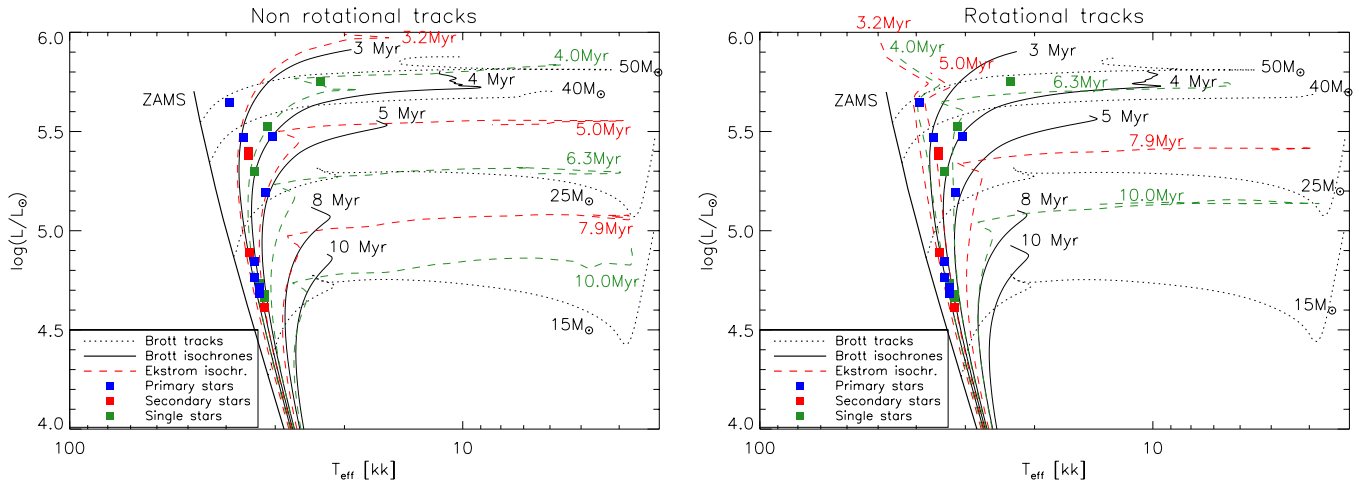 Non rotational tracks
6.0
5.5
5.0
4.5
4.0
log(L/L⊙)
100
10
T_eff [kk]
ZAMS
3.2Myr
3 Myr
4.0Myr
50M⊙
4 Myr
40M⊙
5 Myr
5.0Myr
6.3Myr
25M⊙
8 Myr
7.9Myr
10 Myr
10.0Myr
15M⊙
Brott tracks
Brott isochrones
Ekstrom isochr.
Primary stars
Secondary stars
Single stars
Rotational tracks
6.0
5.5
5.0
4.5
4.0
log(L/L⊙)
100
10
T_eff [kk]
ZAMS
3.2Myr
4.0Myr
3 Myr
5.0Myr
50M⊙
6.3Myr
4 Myr
40M⊙
5 Myr
7.9Myr
25M⊙
10.0Myr
8 Myr
10 Myr
15M⊙
Brott tracks
Brott isochrones
Ekstrom isochr.
Primary stars
Secondary stars
Single stars